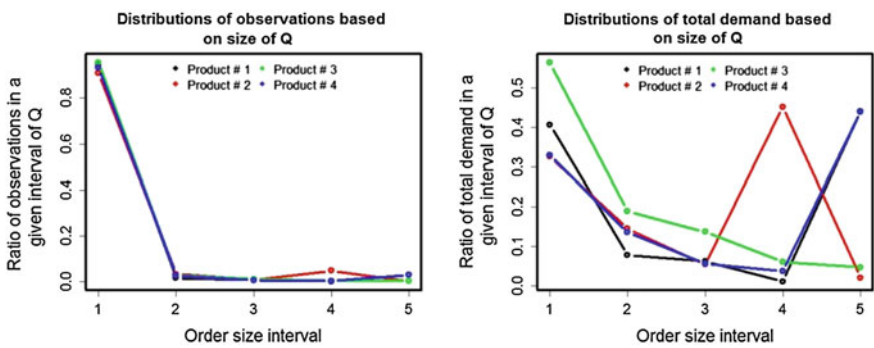 Distributions of observations based
on size of Q
Ratio of observations in a
given interval of Q
0.0 0.2 0.4 0.6 0.8
Product # 1 Product # 3
Product # 2 Product # 4
1 2 3 4 5
Order size interval
Distributions of total demand based
on size of Q
Ratio of total demand in a
given interval of Q
0.0 0.1 0.2 0.3 0.4 0.5
Product # 1 Product # 3
Product # 2 Product # 4
1 2 3 4 5
Order size interval